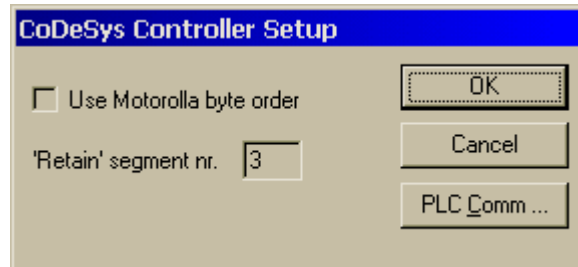 CoDeSys Controller Setup
Use Motorolla byte order
OK
'Retain' segment nr. 3
Cancel
PLC Comm ...